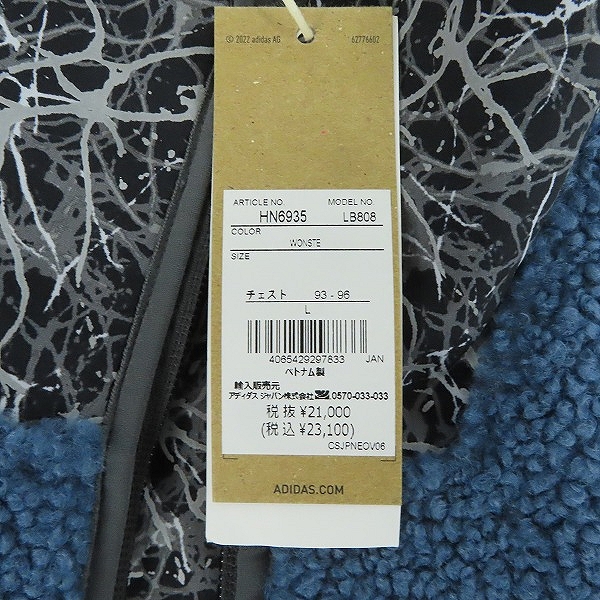 © 2022 adidas AG 62776602
ARTICLE NO. MODEL NO.
HN6935 LB808
COLOR
WONSTE
SIZE
チェスト 93 - 96
L
4065429297833 JAN
ベトナム製
輸入販売元
アディダス ジャパン株式会社 0570-033-033
税 抜 ¥21,000
(税 込 ¥23,100)
CSJPNEOV06
ADIDAS.COM